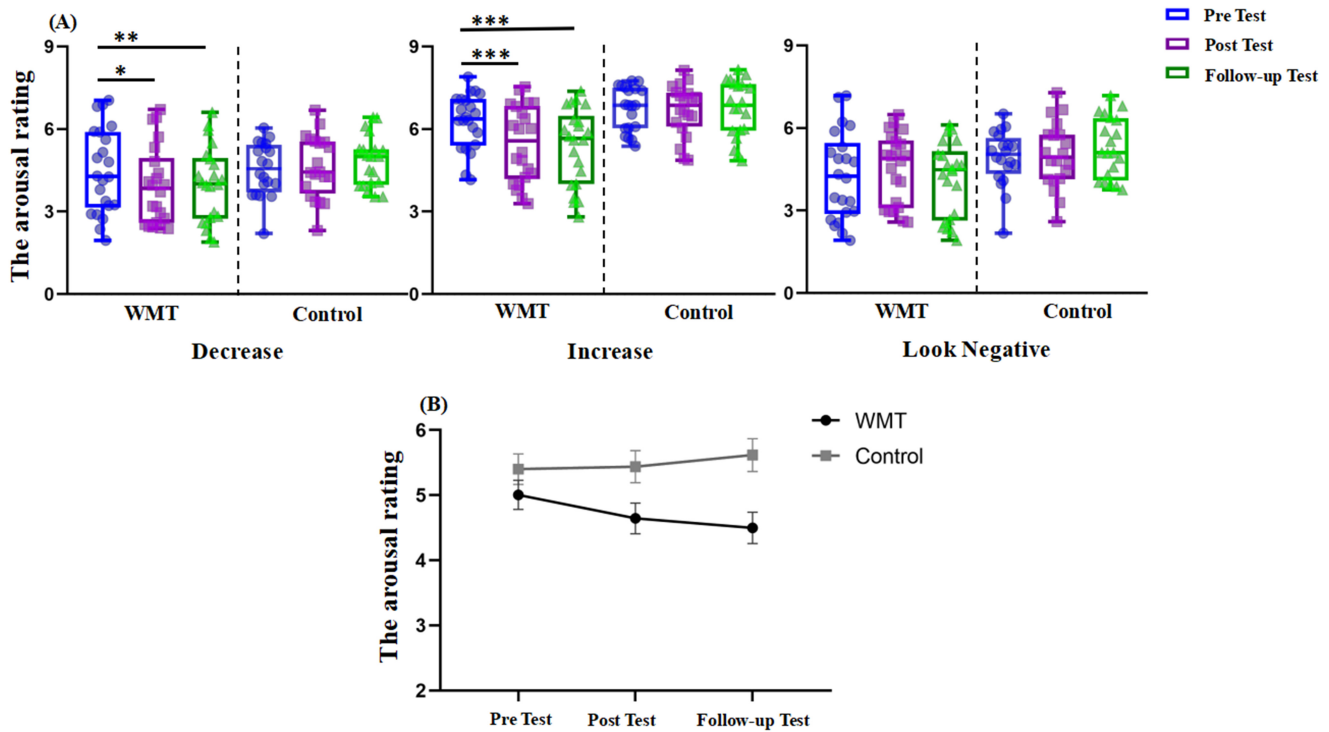 (A)
Pre Test
Post Test
Follow-up Test
The arousal rating
9
6
3
0
**
*
WMT
Control
Decrease
9
6
3
0
***
***
WMT
Control
Increase
9
6
3
0
WMT
Control
Look Negative
(B)
WMT
Control
The arousal rating
6
5
4
3
2
Pre Test
Post Test
Follow-up Test